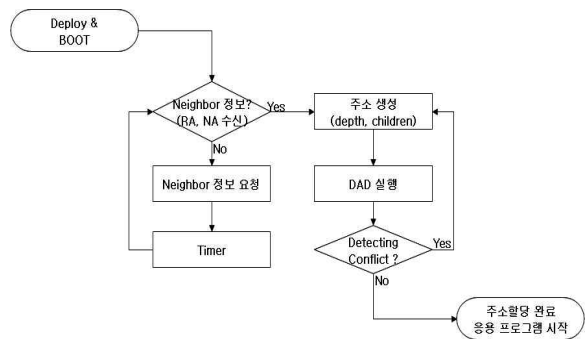 Deploy &
BOOT
Neighbor 정보?
(RA, NA 수신)
Yes
No
Neighbor 정보 요청
Timer
주소 생성
(depth, children)
DAD 실행
Detecting
Conflict ?
Yes
No
주소할당 완료
응용 프로그램 시작